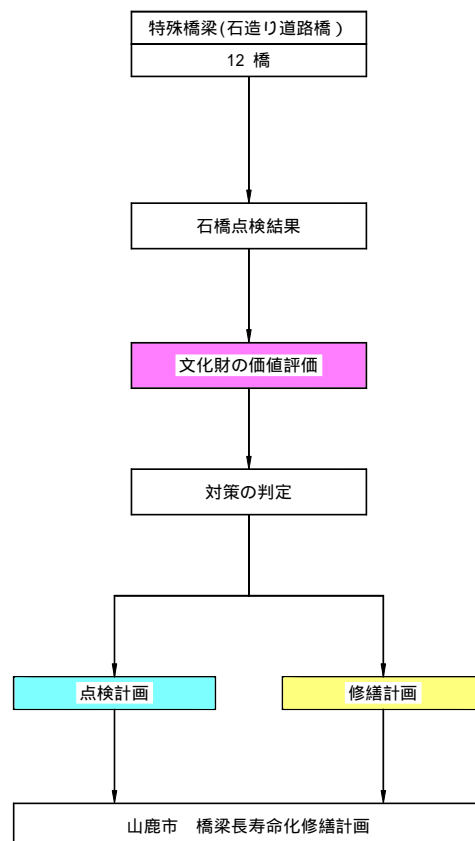 特殊橋梁(石造り道路橋)
12 橋
石橋点検結果
文化財の価値評価
対策の判定
点検計画
修繕計画
山鹿市　橋梁長寿命化修繕計画